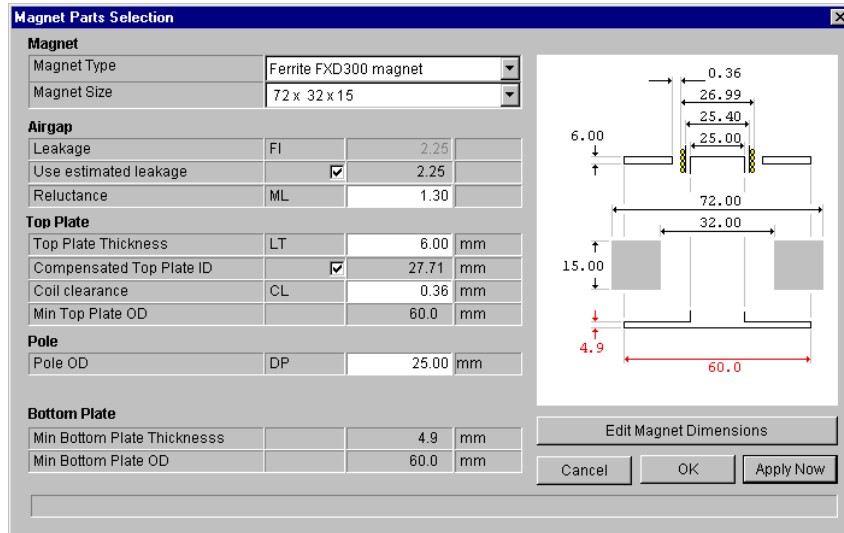 Magnet Parts Selection
Magnet
Magnet Type Ferrite FXD300 magnet
Magnet Size 72 x 32 x 15
Airgap
Leakage FI 2.25
Use estimated leakage 2.25
Reluctance ML 1.30
Top Plate
Top Plate Thickness LT 6.00 mm
Compensated Top Plate ID 27.71 mm
Coil clearance CL 0.36 mm
Min Top Plate OD 60.0 mm
Pole
Pole OD DP 25.00 mm
Bottom Plate
Min Bottom Plate Thicknesss 4.9 mm
Min Bottom Plate OD 60.0 mm
0.36
26.99
25.40
6.00 25.00
72.00
32.00
15.00
4.9
60.0
Edit Magnet Dimensions
Cancel OK Apply Now